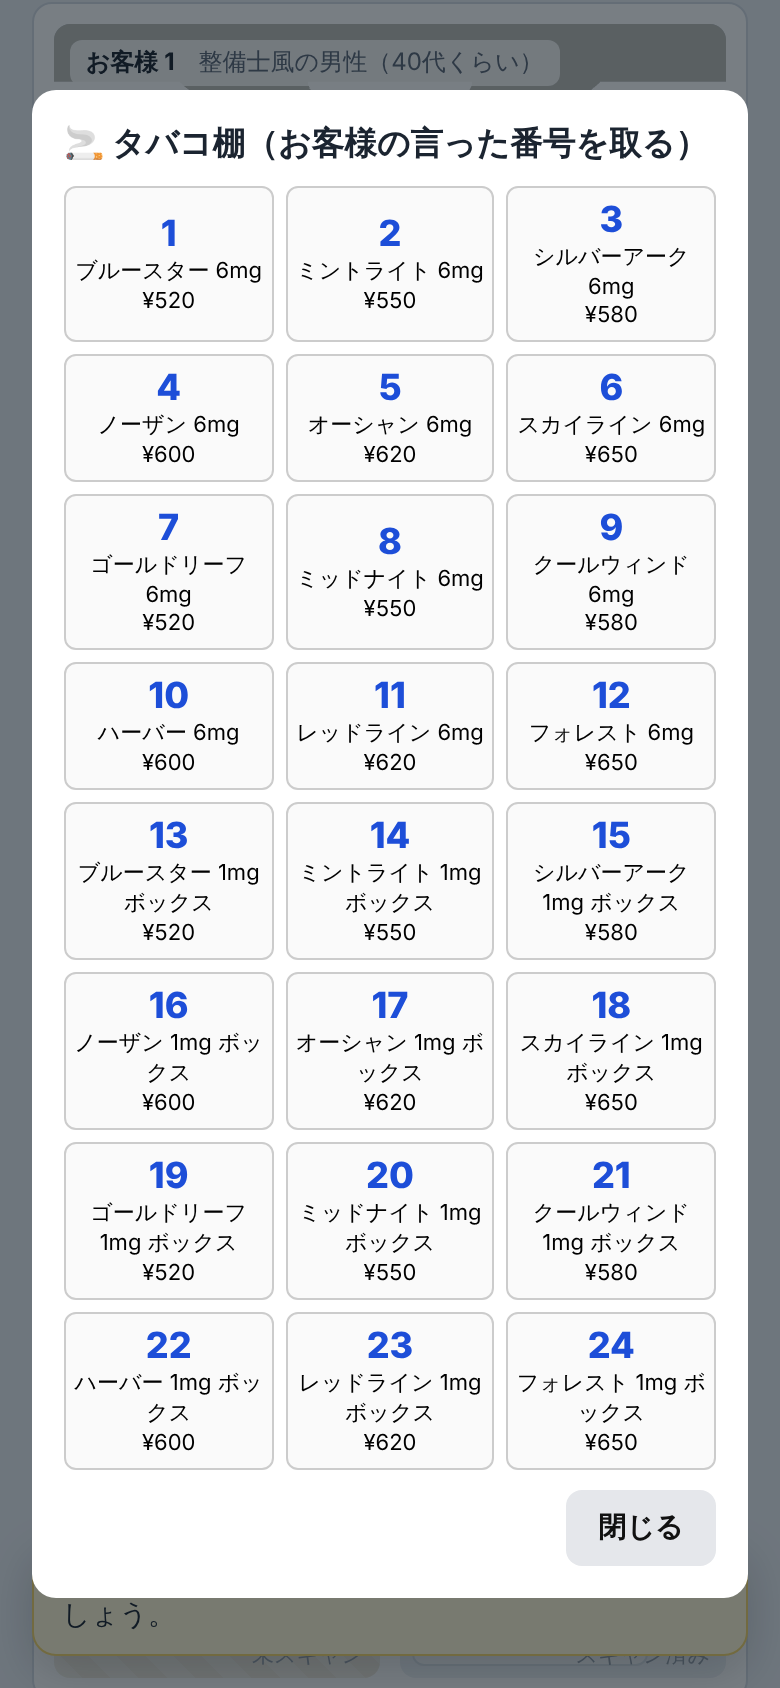 お客様 1 整備士風の男性（40代くらい）
🚬 タバコ棚（お客様の言った番号を取る）
1
ブルースター 6mg
¥520
2
ミントライト 6mg
¥550
3
シルバーアーク
6mg
¥580
4
ノーザン 6mg
¥600
5
オーシャン 6mg
¥620
6
スカイライン 6mg
¥650
7
ゴールドリーフ
6mg
¥520
8
ミッドナイト 6mg
¥550
9
クールウィンド
6mg
¥580
10
ハーバー 6mg
¥600
11
レッドライン 6mg
¥620
12
フォレスト 6mg
¥650
13
ブルースター 1mg
ボックス
¥520
14
ミントライト 1mg
ボックス
¥550
15
シルバーアーク
1mg ボックス
¥580
16
ノーザン 1mg ボッ
クス
¥600
17
オーシャン 1mg ボ
ックス
¥620
18
スカイライン 1mg
ボックス
¥650
19
ゴールドリーフ
1mg ボックス
¥520
20
ミッドナイト 1mg
ボックス
¥550
21
クールウィンド
1mg ボックス
¥580
22
ハーバー 1mg ボッ
クス
¥600
23
レッドライン 1mg
ボックス
¥620
24
フォレスト 1mg ボ
ックス
¥650
閉じる
しょう。
未スキャン
スキャン済み